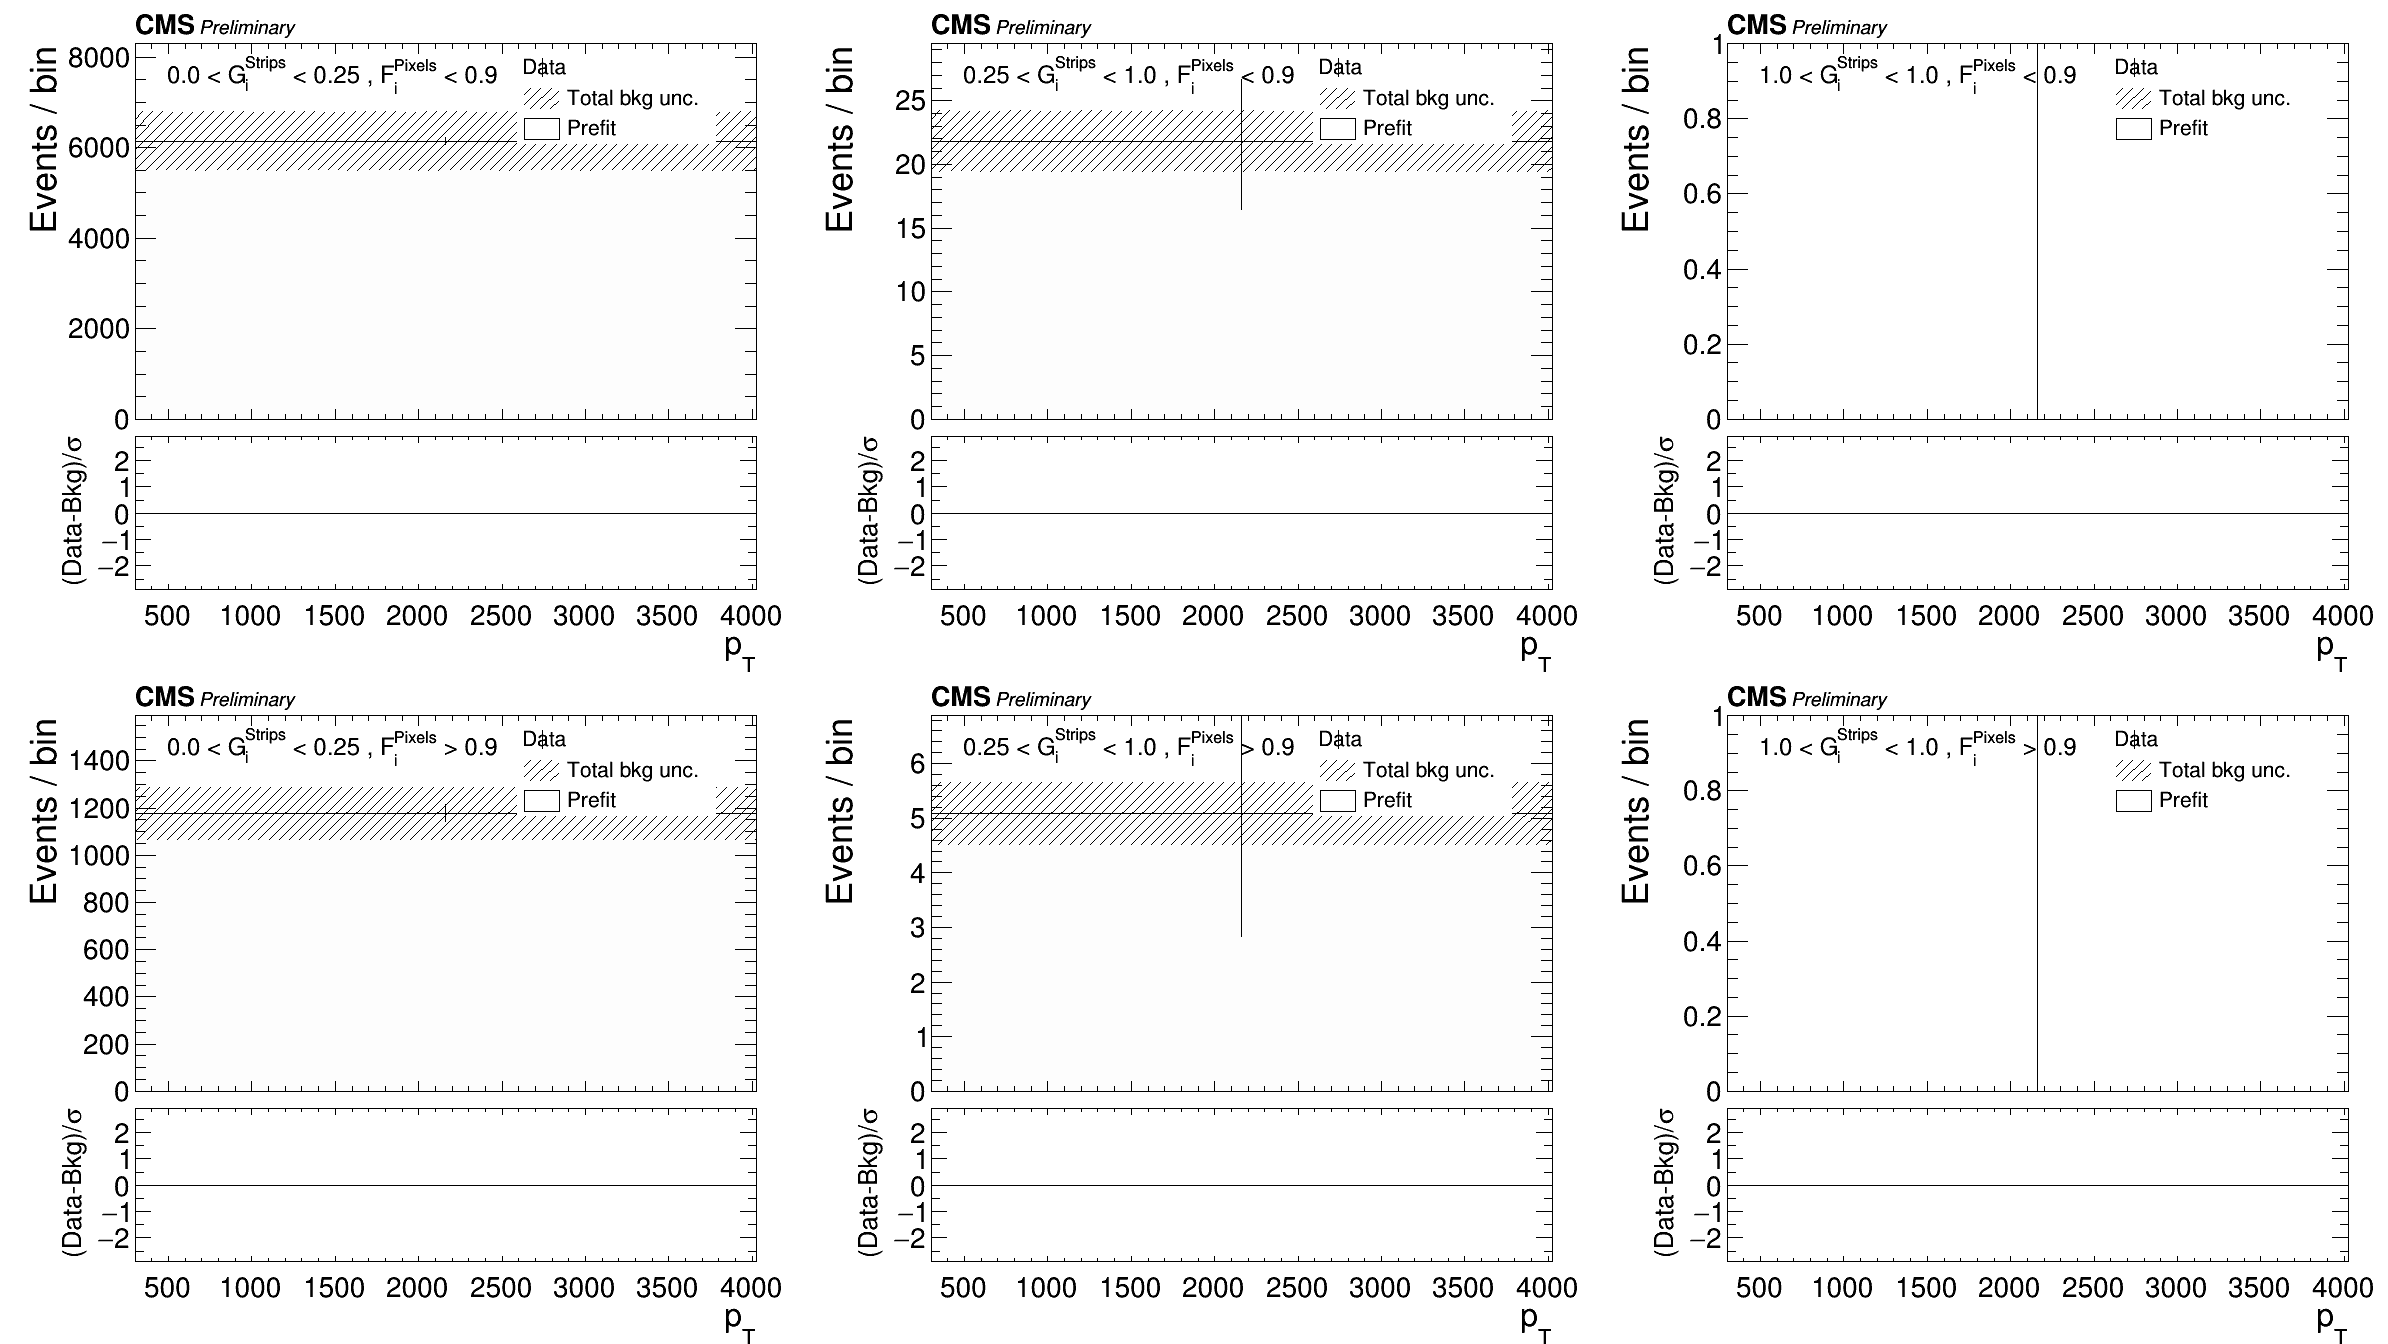 CMS Preliminary
Events / bin
8000
6000
4000
2000
0
0.0 < G_i^Strips < 0.25 , F_i^Pixels < 0.9
Data
Total bkg unc.
Prefit
(Data-Bkg)/σ
2
1
0
−1
−2
500 1000 1500 2000 2500 3000 3500 4000
p_T
CMS Preliminary
Events / bin
25
20
15
10
5
0
0.25 < G_i^Strips < 1.0 , F_i^Pixels < 0.9
Data
Total bkg unc.
Prefit
(Data-Bkg)/σ
2
1
0
−1
−2
500 1000 1500 2000 2500 3000 3500 4000
p_T
CMS Preliminary
Events / bin
1
0.8
0.6
0.4
0.2
0
1.0 < G_i^Strips < 1.0 , F_i^Pixels < 0.9
Data
Total bkg unc.
Prefit
(Data-Bkg)/σ
2
1
0
−1
−2
500 1000 1500 2000 2500 3000 3500 4000
p_T
CMS Preliminary
Events / bin
1400
1200
1000
800
600
400
200
0
0.0 < G_i^Strips < 0.25 , F_i^Pixels > 0.9
Data
Total bkg unc.
Prefit
(Data-Bkg)/σ
2
1
0
−1
−2
500 1000 1500 2000 2500 3000 3500 4000
p_T
CMS Preliminary
Events / bin
6
5
4
3
2
1
0
0.25 < G_i^Strips < 1.0 , F_i^Pixels > 0.9
Data
Total bkg unc.
Prefit
(Data-Bkg)/σ
2
1
0
−1
−2
500 1000 1500 2000 2500 3000 3500 4000
p_T
CMS Preliminary
Events / bin
1
0.8
0.6
0.4
0.2
0
1.0 < G_i^Strips < 1.0 , F_i^Pixels > 0.9
Data
Total bkg unc.
Prefit
(Data-Bkg)/σ
2
1
0
−1
−2
500 1000 1500 2000 2500 3000 3500 4000
p_T